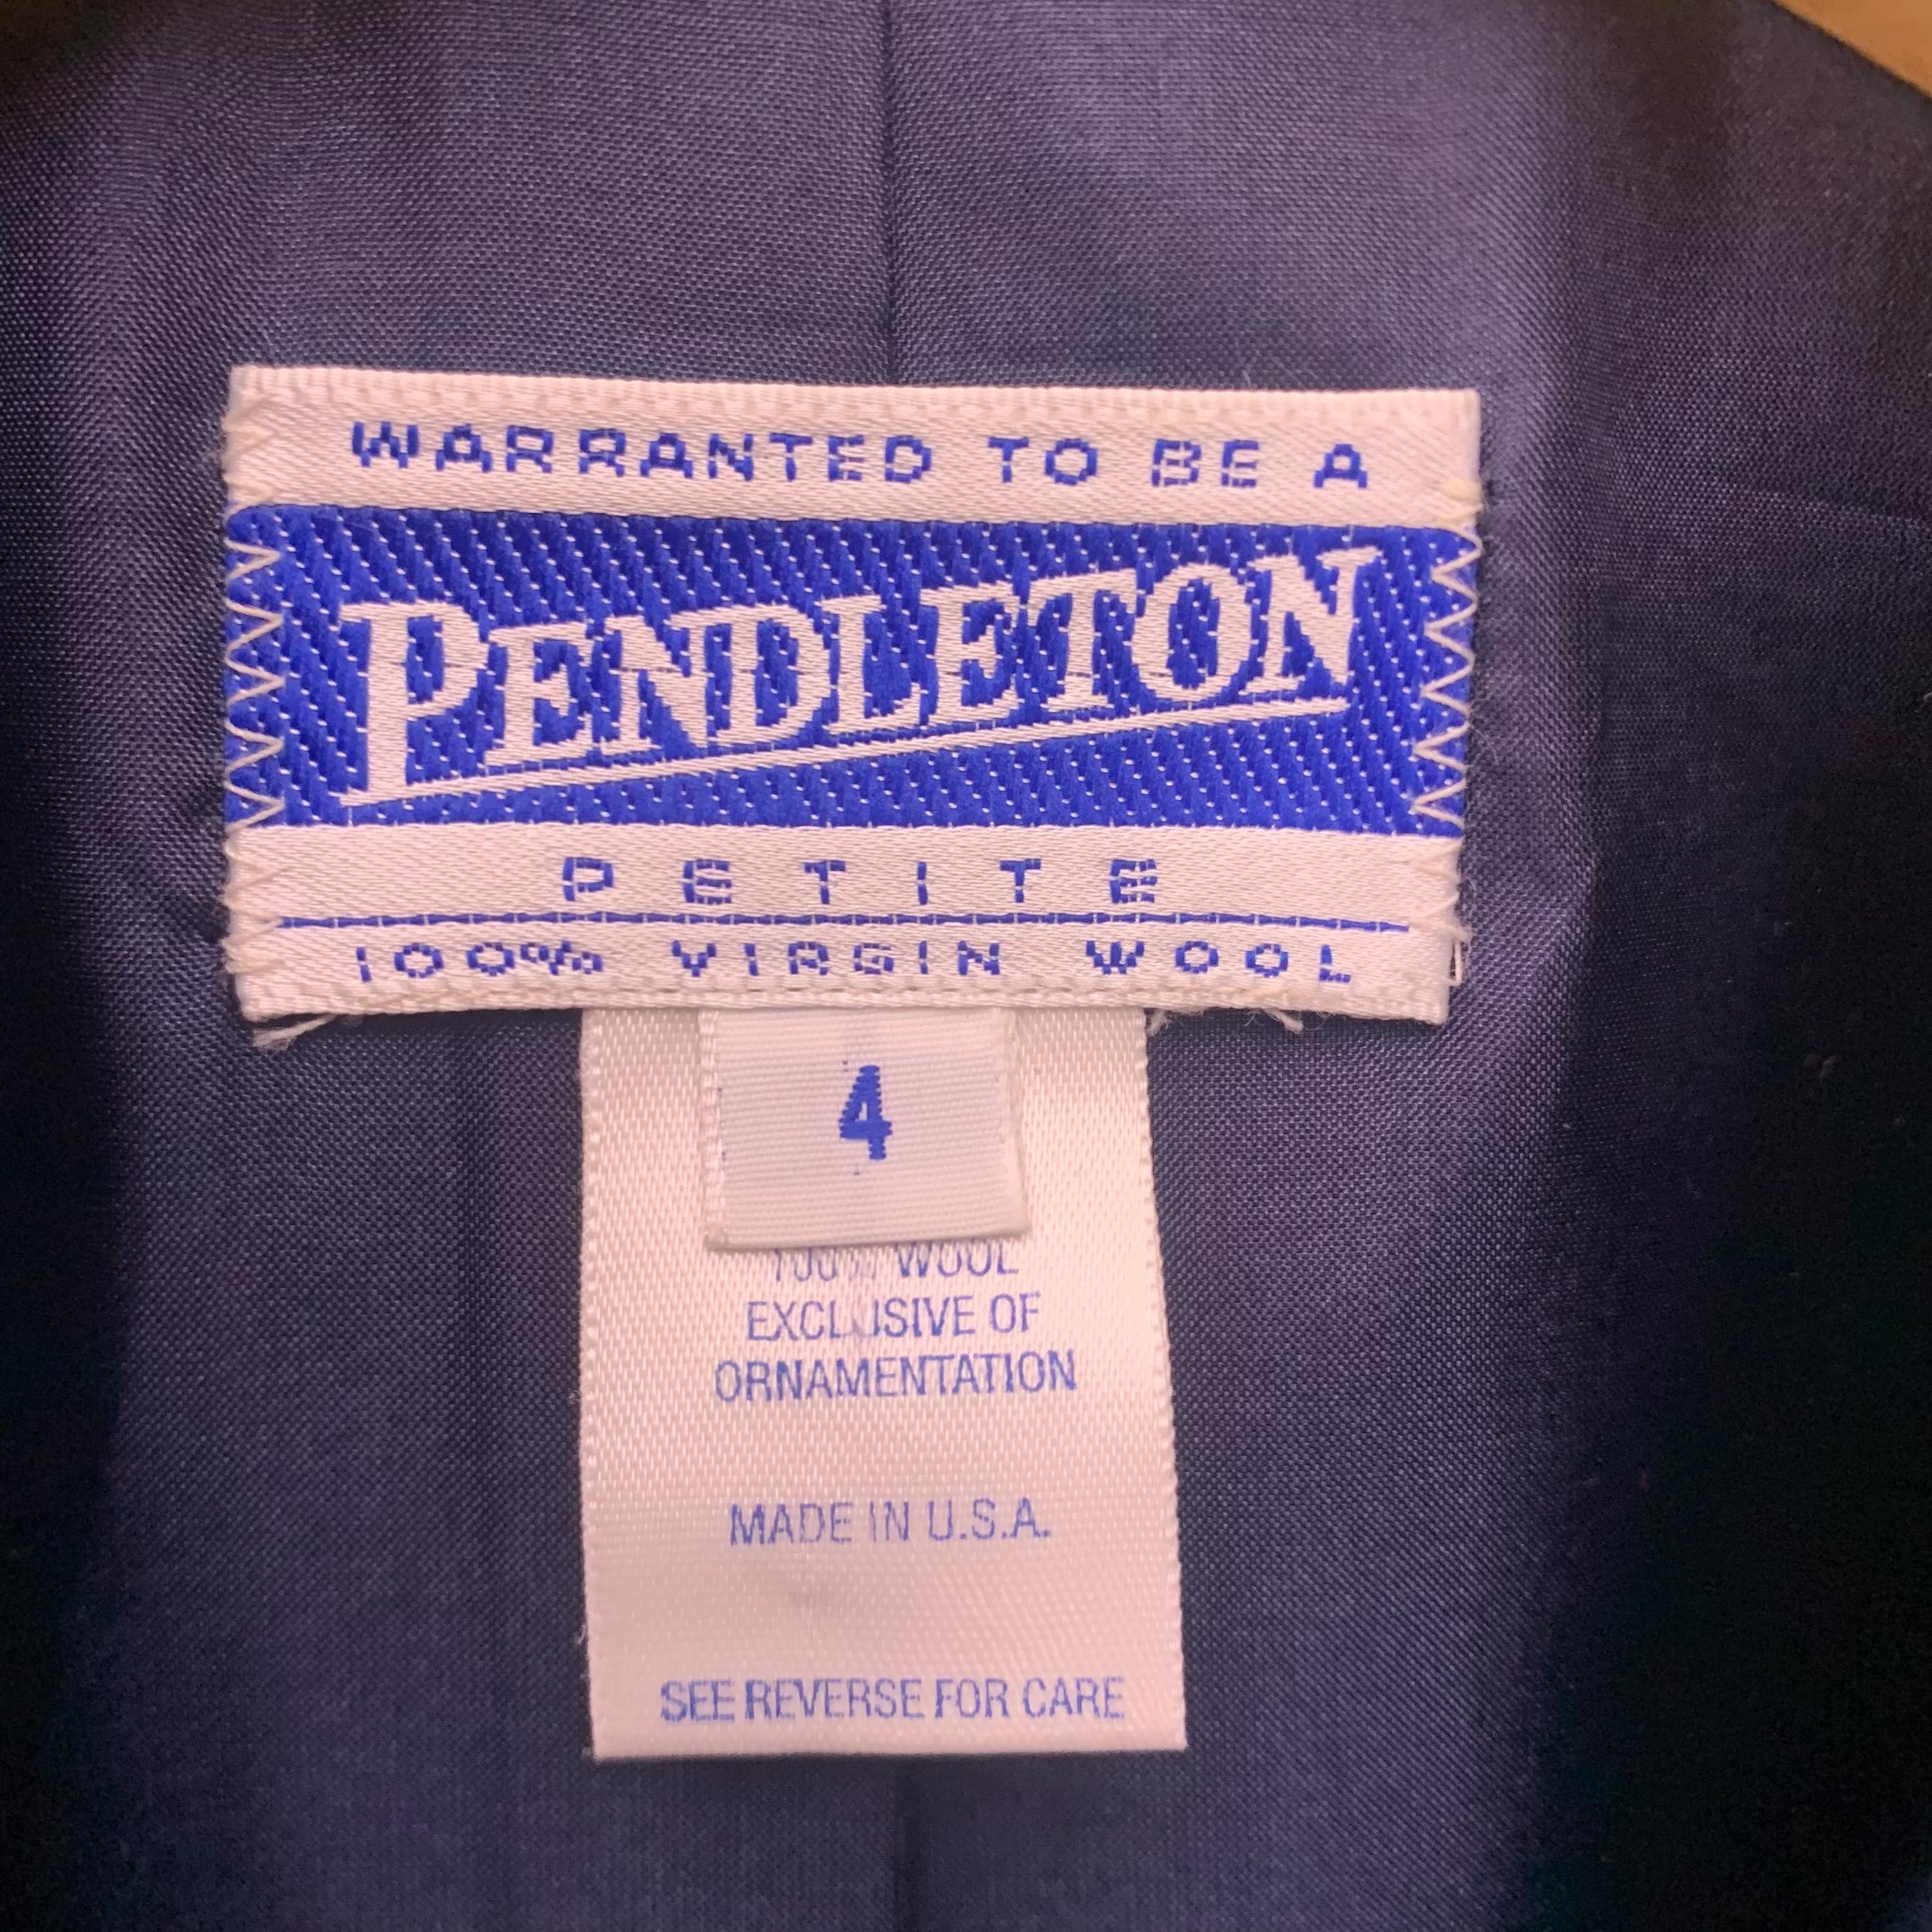 WARRANTED TO BE A
PENDLETON
PETITE
100% VIRGIN WOOL
4
100% WOOL
EXCLUSIVE OF
ORNAMENTATION
MADE IN U.S.A.
SEE REVERSE FOR CARE